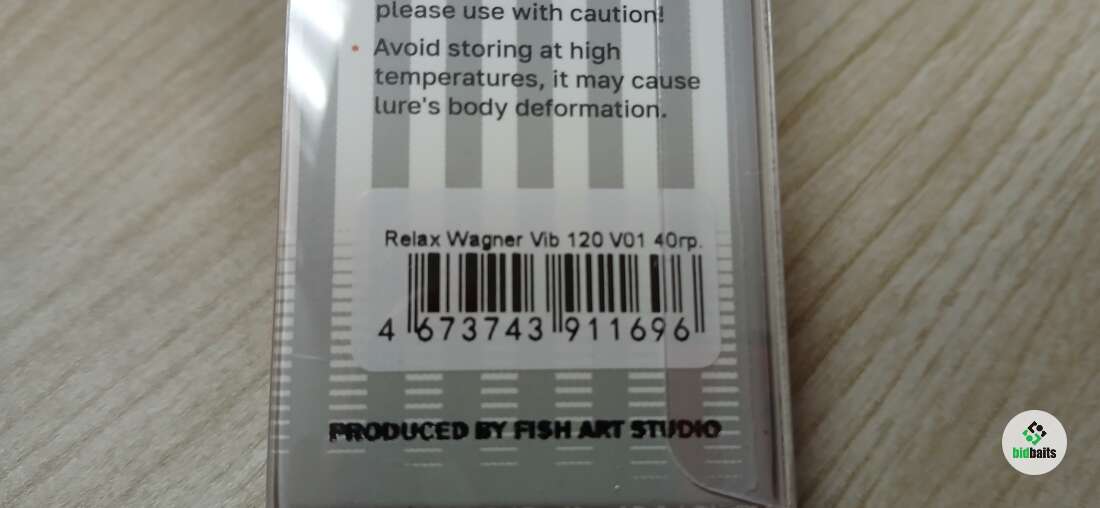 please use with caution!
• Avoid storing at high
temperatures, it may cause
lure's body deformation.
Relax Wagner Vib 120 V01 40гр.
4 673743 911696
PRODUCED BY FISH ART STUDIO
bidbaits